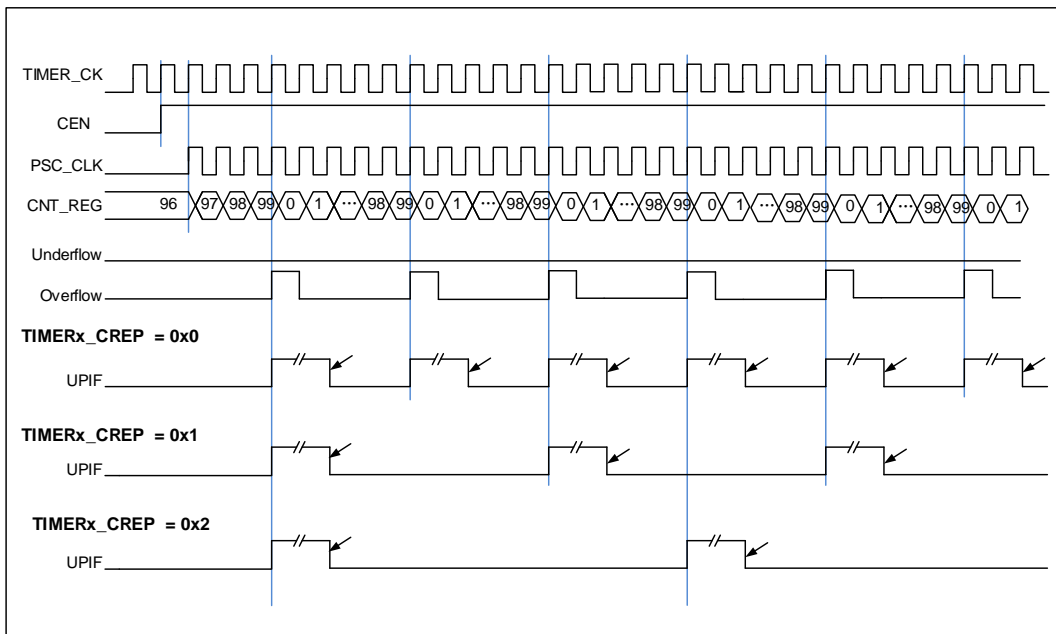 TIMER_CK
CEN
PSC_CLK
CNT_REG 96 97 98 99 0 1 ... 98 99 0 1 ... 98 99 0 1 ... 98 99 0 1 ... 98 99 0 1 ... 98 99 0 1
Underflow
Overflow
TIMERx_CREP = 0x0
UPIF
TIMERx_CREP = 0x1
UPIF
TIMERx_CREP = 0x2
UPIF